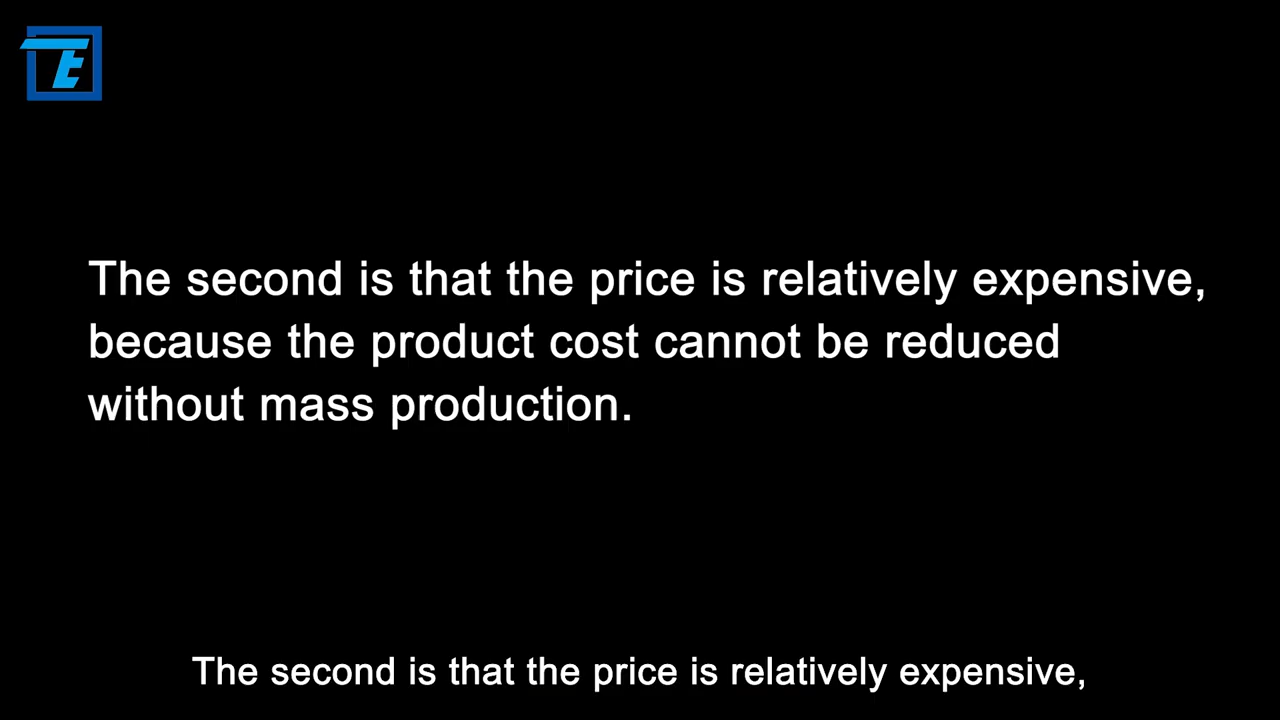 TE
The second is that the price is relatively expensive,
because the product cost cannot be reduced
without mass production.
The second is that the price is relatively expensive,